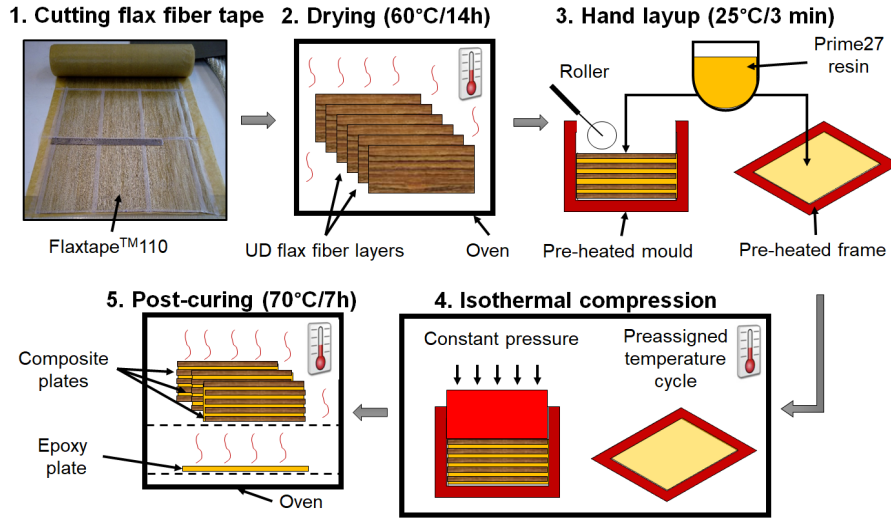 1. Cutting flax fiber tape
2. Drying (60°C/14h)
3. Hand layup (25°C/3 min)
Prime27
resin
Roller
Flaxtape™110
UD flax fiber layers
Oven
Pre-heated mould
Pre-heated frame
5. Post-curing (70°C/7h)
4. Isothermal compression
Composite
plates
Epoxy
plate
Oven
Constant pressure
Preassigned
temperature
cycle